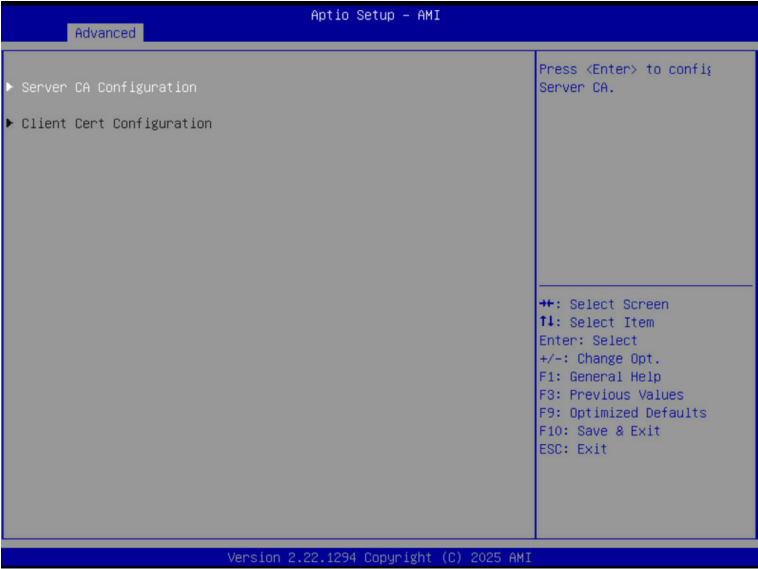 Aptio Setup – AMI
Advanced
Server CA Configuration
Client Cert Configuration
Press <Enter> to config
Server CA.
→←: Select Screen
↑↓: Select Item
Enter: Select
+/-: Change Opt.
F1: General Help
F3: Previous Values
F9: Optimized Defaults
F10: Save & Exit
ESC: Exit
Version 2.22.1294 Copyright (C) 2025 AMI